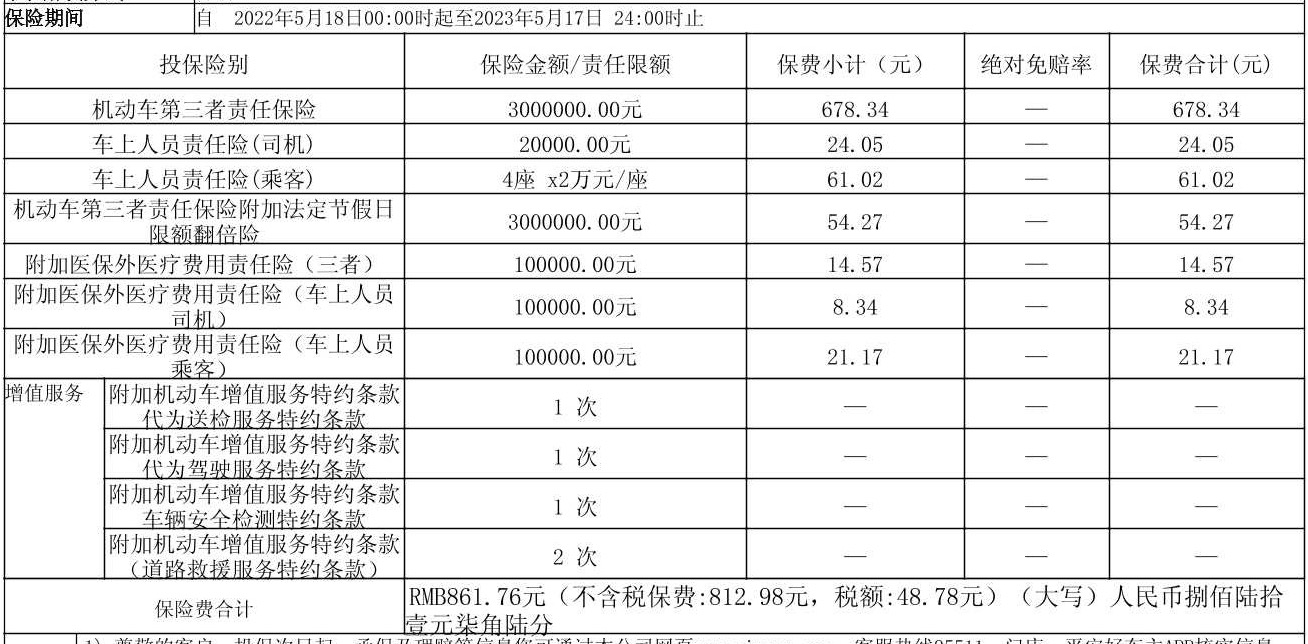 保险期间 自 2022年5月18日00:00时起至2023年5月17日 24:00时止
投保险别 保险金额/责任限额 保费小计（元） 绝对免赔率 保费合计(元)
机动车第三者责任保险 3000000.00元 678.34 — 678.34
车上人员责任险(司机) 20000.00元 24.05 — 24.05
车上人员责任险(乘客) 4座 x2万元/座 61.02 — 61.02
机动车第三者责任保险附加法定节假日
限额翻倍险 3000000.00元 54.27 — 54.27
附加医保外医疗费用责任险（三者） 100000.00元 14.57 — 14.57
附加医保外医疗费用责任险（车上人员
司机） 100000.00元 8.34 — 8.34
附加医保外医疗费用责任险（车上人员
乘客） 100000.00元 21.17 — 21.17
增值服务 附加机动车增值服务特约条款
代为送检服务特约条款 1 次 — — —
附加机动车增值服务特约条款
代为驾驶服务特约条款 1 次 — — —
附加机动车增值服务特约条款
车辆安全检测特约条款 1 次 — — —
附加机动车增值服务特约条款
（道路救援服务特约条款） 2 次 — — —
保险费合计 RMB861.76元（不含税保费:812.98元，税额:48.78元）（大写）人民币捌佰陆拾
壹元柒角陆分